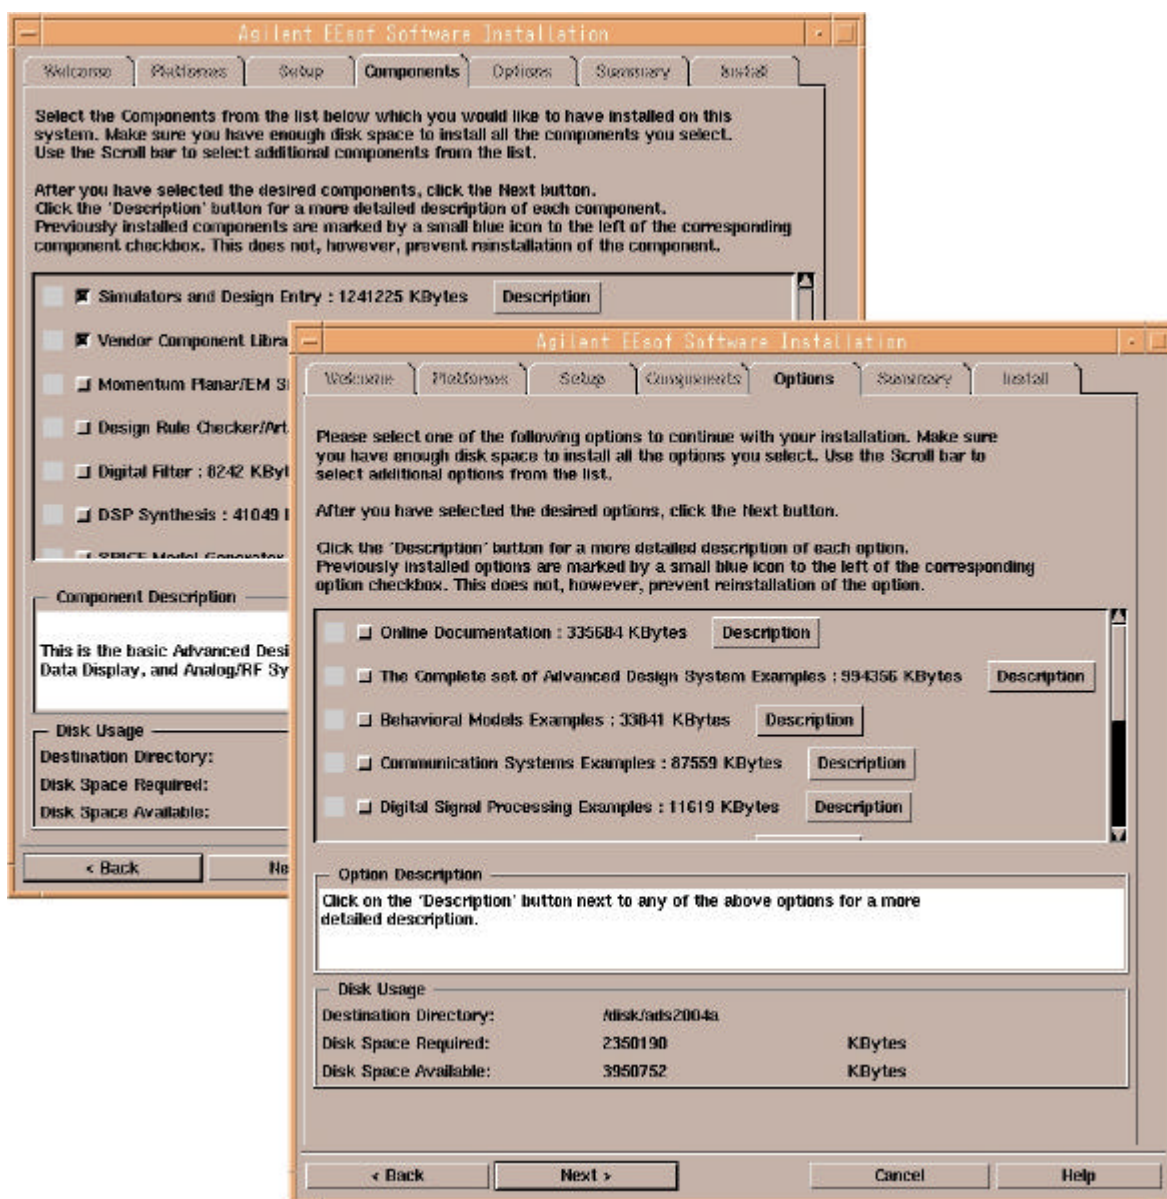 Agilent EEsof Software Installation
Welcome Platforms Setup Components Options Summary Install
Select the Components from the list below which you would like to have installed on this
system. Make sure you have enough disk space to install all the components you select.
Use the Scroll bar to select additional components from the list.
After you have selected the desired components, click the Next button.
Click the 'Description' button for a more detailed description of each component.
Previously installed components are marked by a small blue icon to the left of the corresponding
component checkbox. This does not, however, prevent reinstallation of the component.
Simulators and Design Entry : 1241225 KBytes Description
Vendor Component Libra
Momentum Planar/EM S
Design Rule Checker/Art
Digital Filter : 8242 KByt
DSP Synthesis : 41049
SPICE Model Generator
Component Description
This is the basic Advanced Desi
Data Display, and Analog/RF Sy
Disk Usage
Destination Directory:
Disk Space Required:
Disk Space Available:
< Back Ne
Agilent EEsof Software Installation
Welcome Platforms Setup Components Options Summary Install
Please select one of the following options to continue with your installation. Make sure
you have enough disk space to install all the options you select. Use the Scroll bar to
select additional options from the list.
After you have selected the desired options, click the Next button.
Click the 'Description' button for a more detailed description of each option.
Previously installed options are marked by a small blue icon to the left of the corresponding
option checkbox. This does not, however, prevent reinstallation of the option.
Online Documentation : 335684 KBytes Description
The Complete set of Advanced Design System Examples : 994356 KBytes Description
Behavioral Models Examples : 33841 KBytes Description
Communication Systems Examples : 87559 KBytes Description
Digital Signal Processing Examples : 11619 KBytes Description
Option Description
Click on the 'Description' button next to any of the above options for a more
detailed description.
Disk Usage
Destination Directory: /disk/ads2004a
Disk Space Required: 2350190 KBytes
Disk Space Available: 3950752 KBytes
< Back Next > Cancel Help